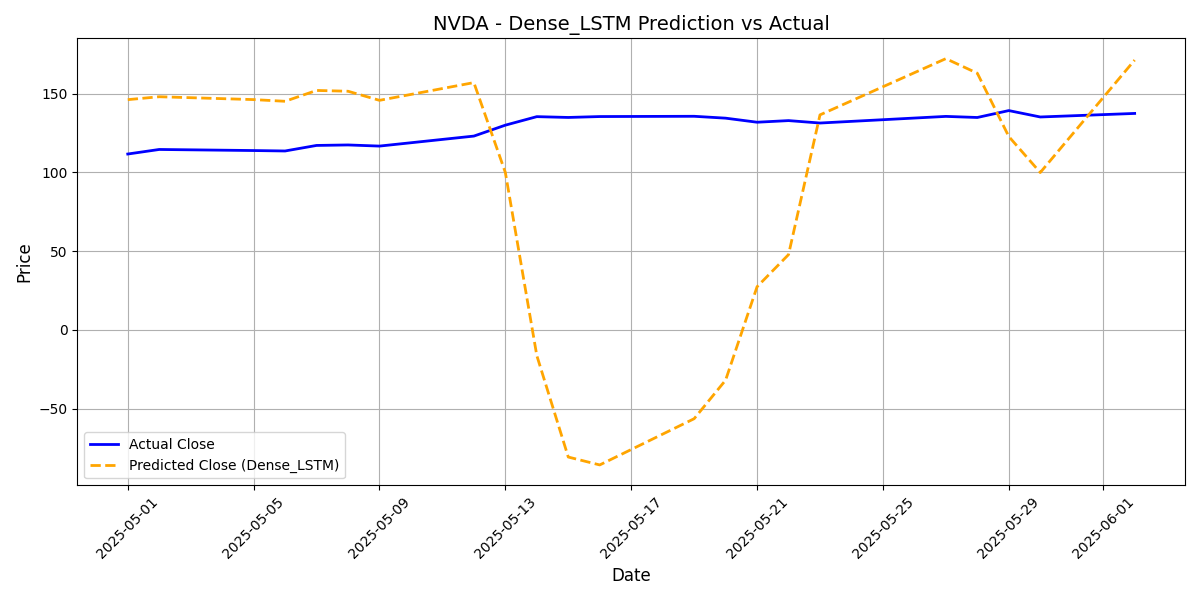 NVDA - Dense_LSTM Prediction vs Actual
Price
150
100
50
0
−50
Actual Close
Predicted Close (Dense_LSTM)
2025-05-01
2025-05-05
2025-05-09
2025-05-13
2025-05-17
2025-05-21
2025-05-25
2025-05-29
2025-06-01
Date